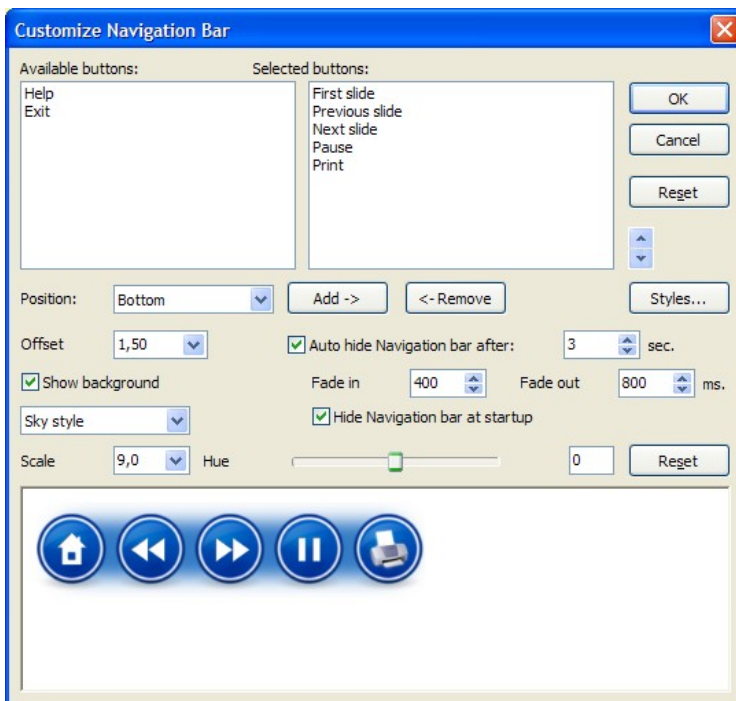 Customize Navigation Bar
Available buttons: Selected buttons:
Help
Exit
First slide
Previous slide
Next slide
Pause
Print
OK
Cancel
Reset
Position: Bottom Add -> <- Remove Styles...
Offset 1,50 Auto hide Navigation bar after: 3 sec.
Show background Fade in 400 Fade out 800 ms.
Sky style Hide Navigation bar at startup
Scale 9,0 Hue 0 Reset